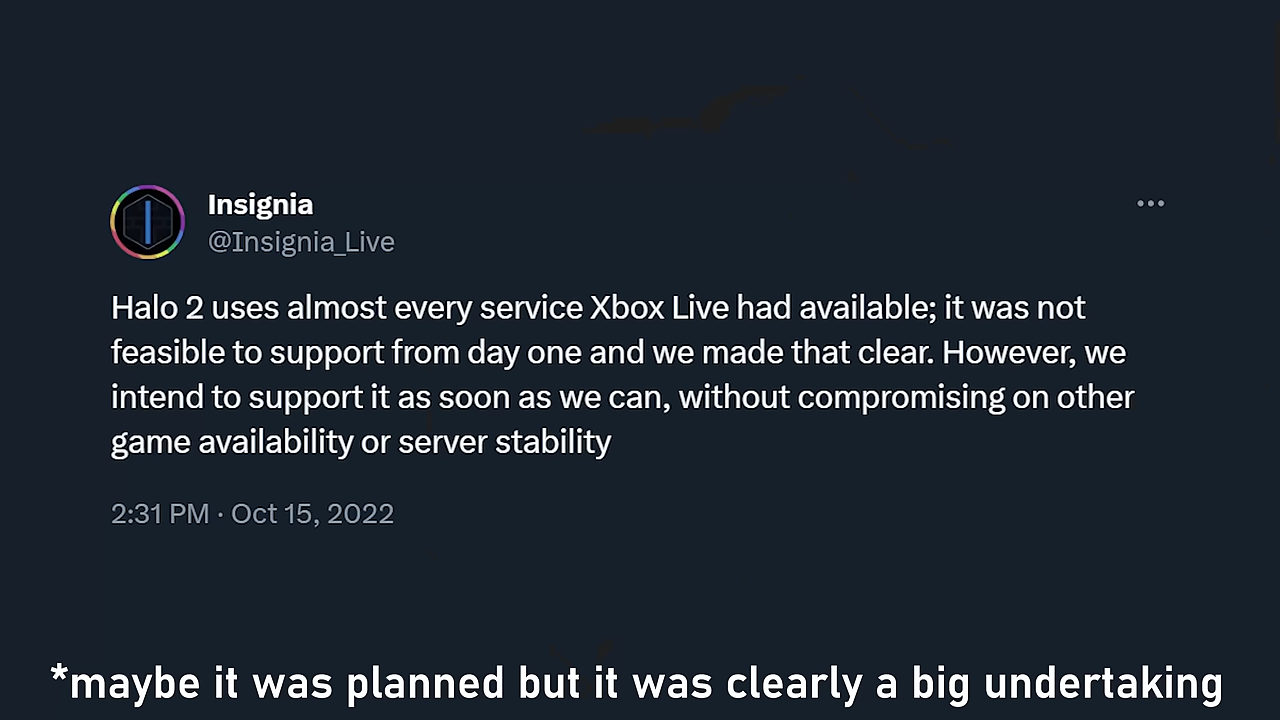 Insignia
@Insignia_Live
Halo 2 uses almost every service Xbox Live had available; it was not
feasible to support from day one and we made that clear. However, we
intend to support it as soon as we can, without compromising on other
game availability or server stability
2:31 PM · Oct 15, 2022
*maybe it was planned but it was clearly a big undertaking